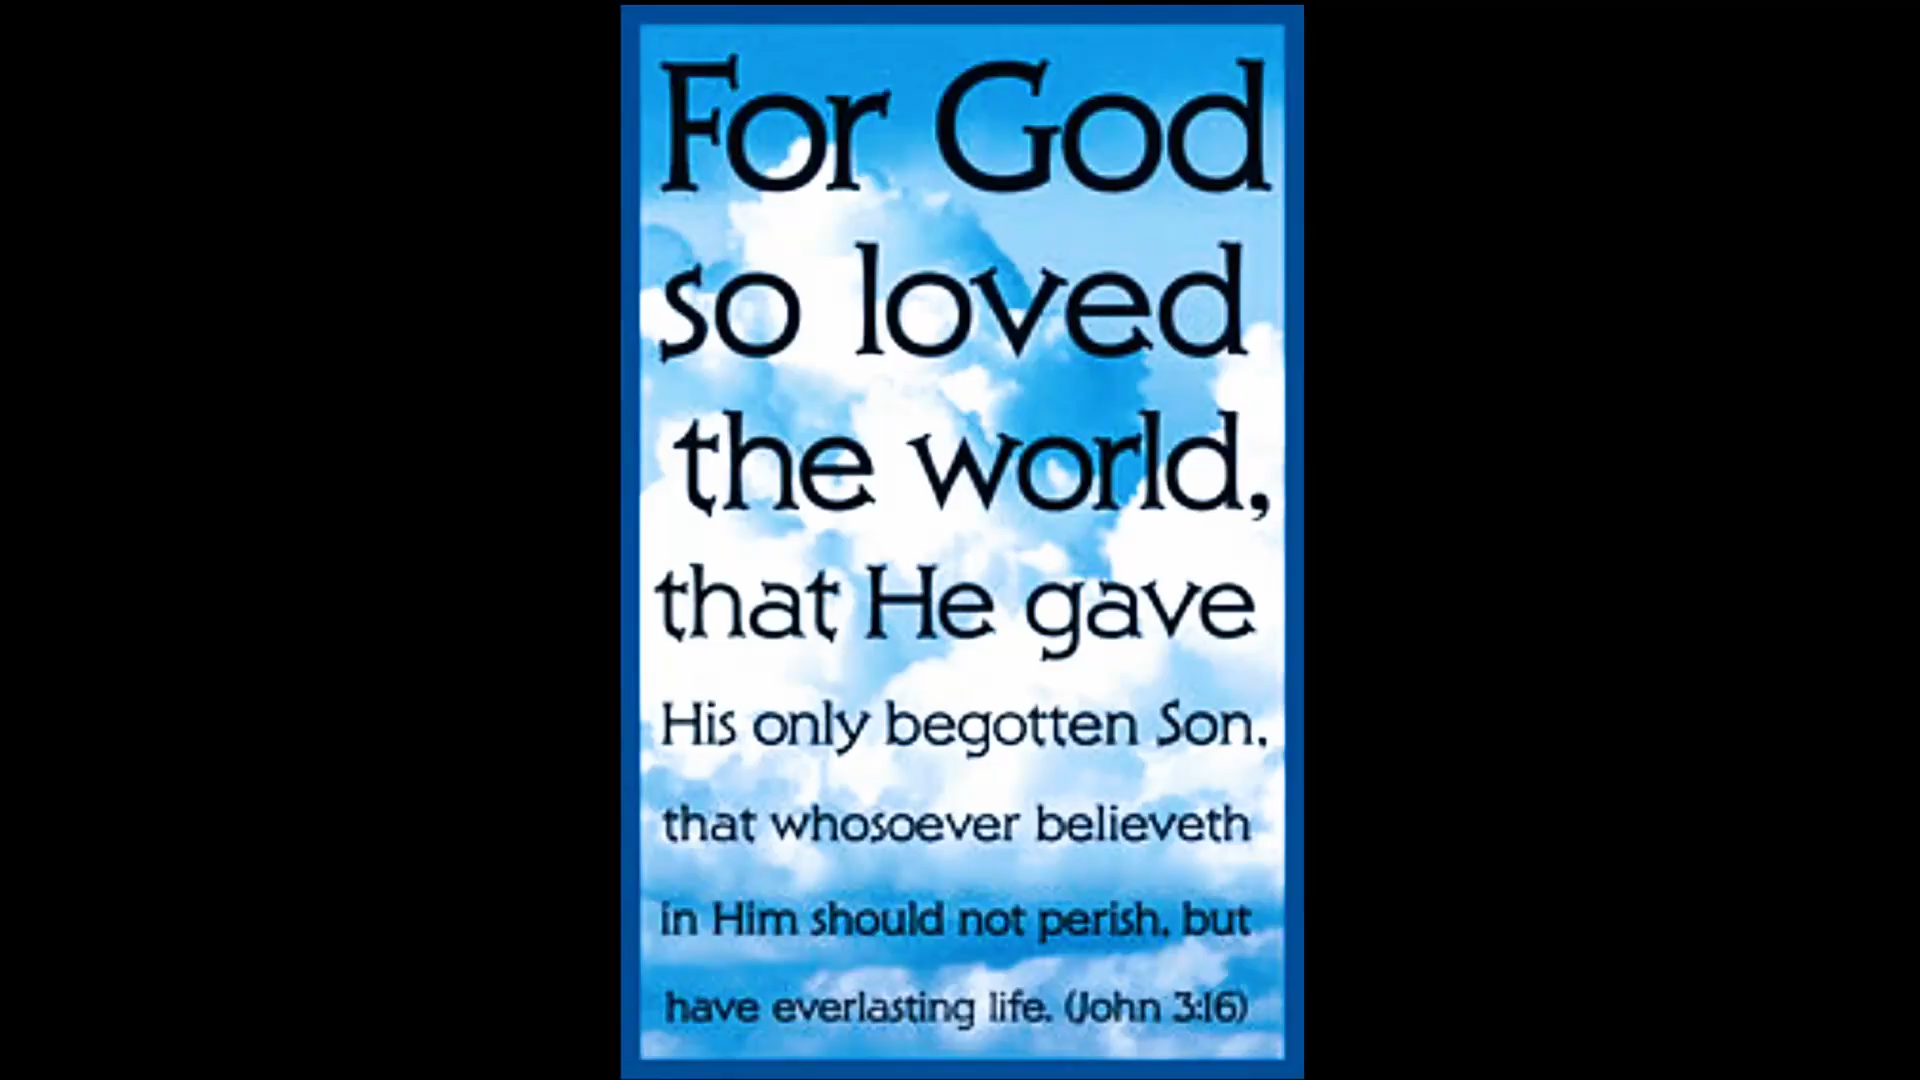 For God
so loved
the world,
that He gave
His only begotten Son,
that whosoever believeth
in Him should not perish, but
have everlasting life. (John 3:16)